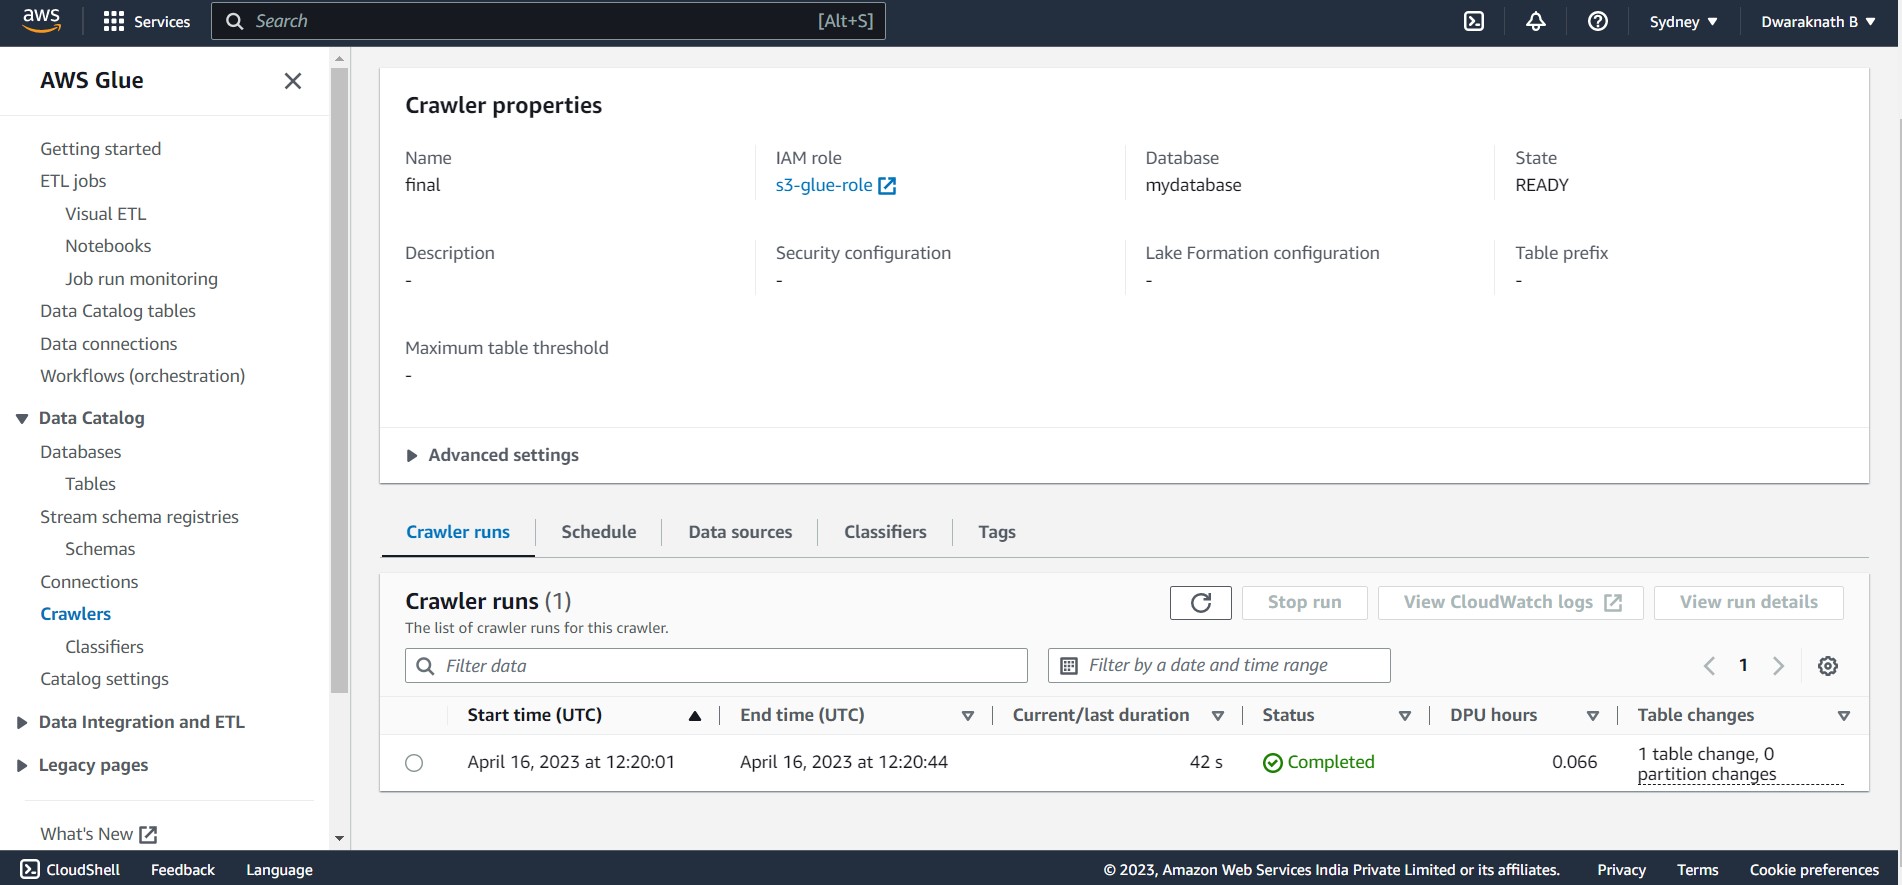 aws
Services
Search
[Alt+S]
Sydney
Dwaraknath B
AWS Glue
Getting started
ETL jobs
Visual ETL
Notebooks
Job run monitoring
Data Catalog tables
Data connections
Workflows (orchestration)
Data Catalog
Databases
Tables
Stream schema registries
Schemas
Connections
Crawlers
Classifiers
Catalog settings
Data Integration and ETL
Legacy pages
What's New
Crawler properties
Name
final
IAM role
s3-glue-role
Database
mydatabase
State
READY
Description
-
Security configuration
-
Lake Formation configuration
-
Table prefix
-
Maximum table threshold
-
Advanced settings
Crawler runs
Schedule
Data sources
Classifiers
Tags
Crawler runs (1)
The list of crawler runs for this crawler.
Stop run
View CloudWatch logs
View run details
Filter data
Filter by a date and time range
1
Start time (UTC)
End time (UTC)
Current/last duration
Status
DPU hours
Table changes
April 16, 2023 at 12:20:01
April 16, 2023 at 12:20:44
42 s
Completed
0.066
1 table change, 0
partition changes
CloudShell
Feedback
Language
© 2023, Amazon Web Services India Private Limited or its affiliates.
Privacy
Terms
Cookie preferences